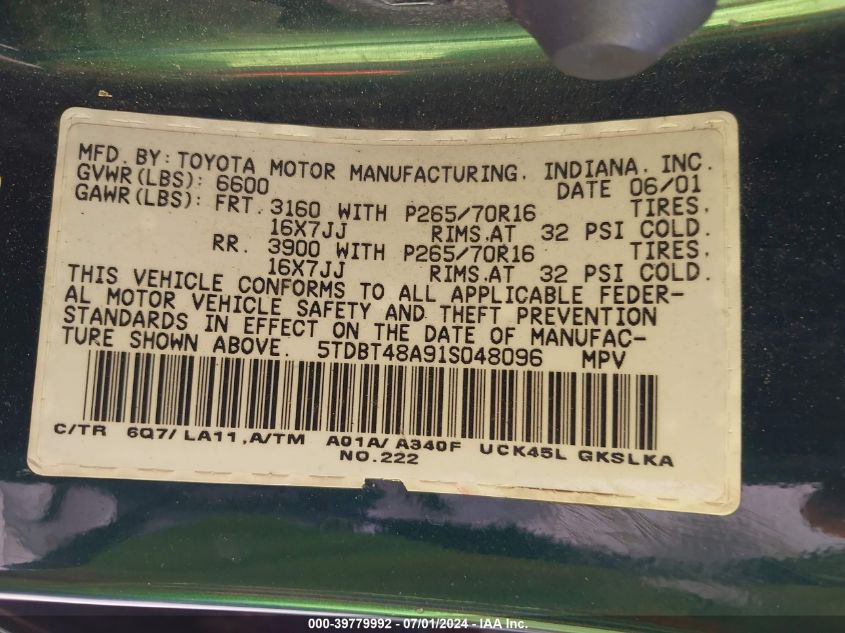 MFD. BY: TOYOTA MOTOR MANUFACTURING, INDIANA, INC.
GVWR(LBS): 6600 DATE 06/01
GAWR(LBS): FRT. 3160 WITH P265/70R16 TIRES,
16X7JJ RIMS,AT 32 PSI COLD.
RR. 3900 WITH P265/70R16 TIRES,
16X7JJ RIMS,AT 32 PSI COLD.
THIS VEHICLE CONFORMS TO ALL APPLICABLE FEDER-
AL MOTOR VEHICLE SAFETY AND THEFT PREVENTION
STANDARDS IN EFFECT ON THE DATE OF MANUFAC-
TURE SHOWN ABOVE. 5TDBT48A91S048096 MPV
C/TR 6Q7/LA11,A/TM A01A/A340F UCK45L GKSLKA
NO.222
000-39779992 - 07/01/2024 - IAA Inc.